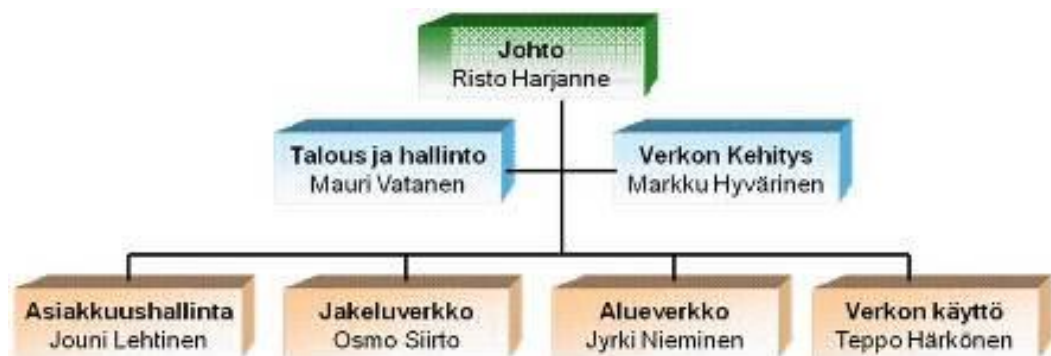 Johto
Risto Harjanne
Talous ja hallinto
Mauri Vatanen
Verkon Kehitys
Markku Hyvärinen
Asiakkuushallinta
Jouni Lehtinen
Jakeluverkko
Osmo Siirto
Alueverkko
Jyrki Nieminen
Verkon käyttö
Teppo Härkönen